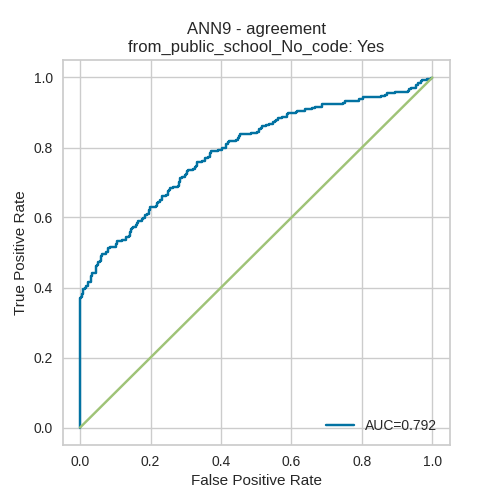 ANN9 - agreement
from_public_school_No_code: Yes
1.0
0.8
0.6
0.4
0.2
0.0
True Positive Rate
AUC=0.792
0.0 0.2 0.4 0.6 0.8 1.0
False Positive Rate